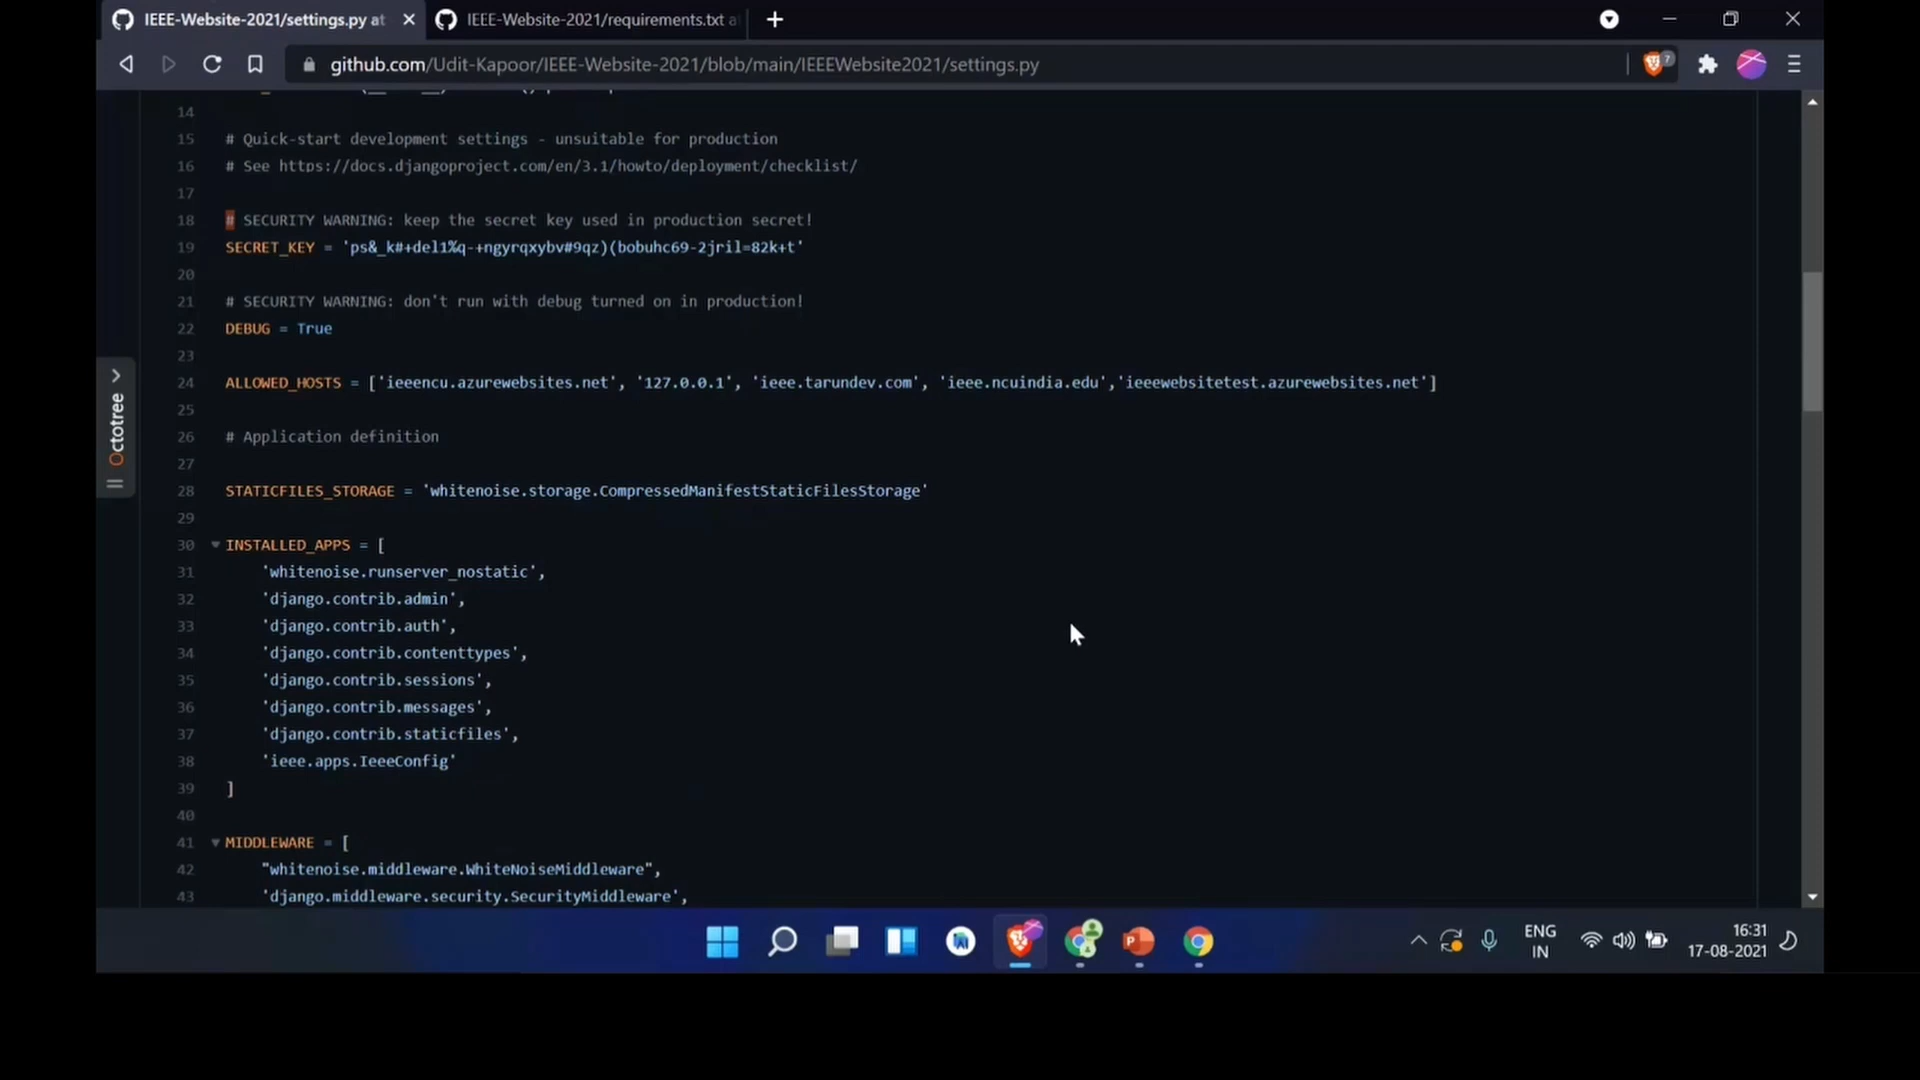 IEEE-Website-2021/settings.py at
IEEE-Website-2021/requirements.txt a
github.com/Udit-Kapoor/IEEE-Website-2021/blob/main/IEEEWebsite2021/settings.py
7
14
15 # Quick-start development settings - unsuitable for production
16 # See https://docs.djangoproject.com/en/3.1/howto/deployment/checklist/
17
18 # SECURITY WARNING: keep the secret key used in production secret!
19 SECRET_KEY = 'ps&_k#+del1%q-+ngyrqxybv#9qz)(bobuhc69-2jril=82k+t'
20
21 # SECURITY WARNING: don't run with debug turned on in production!
22 DEBUG = True
23
24 ALLOWED_HOSTS = ['ieeencu.azurewebsites.net', '127.0.0.1', 'ieee.tarundev.com', 'ieee.ncuindia.edu','ieeewebsitetest.azurewebsites.net']
25
26 # Application definition
27
28 STATICFILES_STORAGE = 'whitenoise.storage.CompressedManifestStaticFilesStorage'
29
30 INSTALLED_APPS = [
31 'whitenoise.runserver_nostatic',
32 'django.contrib.admin',
33 'django.contrib.auth',
34 'django.contrib.contenttypes',
35 'django.contrib.sessions',
36 'django.contrib.messages',
37 'django.contrib.staticfiles',
38 'ieee.apps.IeeeConfig'
39 ]
40
41 MIDDLEWARE = [
42 "whitenoise.middleware.WhiteNoiseMiddleware",
43 'django.middleware.security.SecurityMiddleware',
Octotree
ENG
IN
16:31
17-08-2021